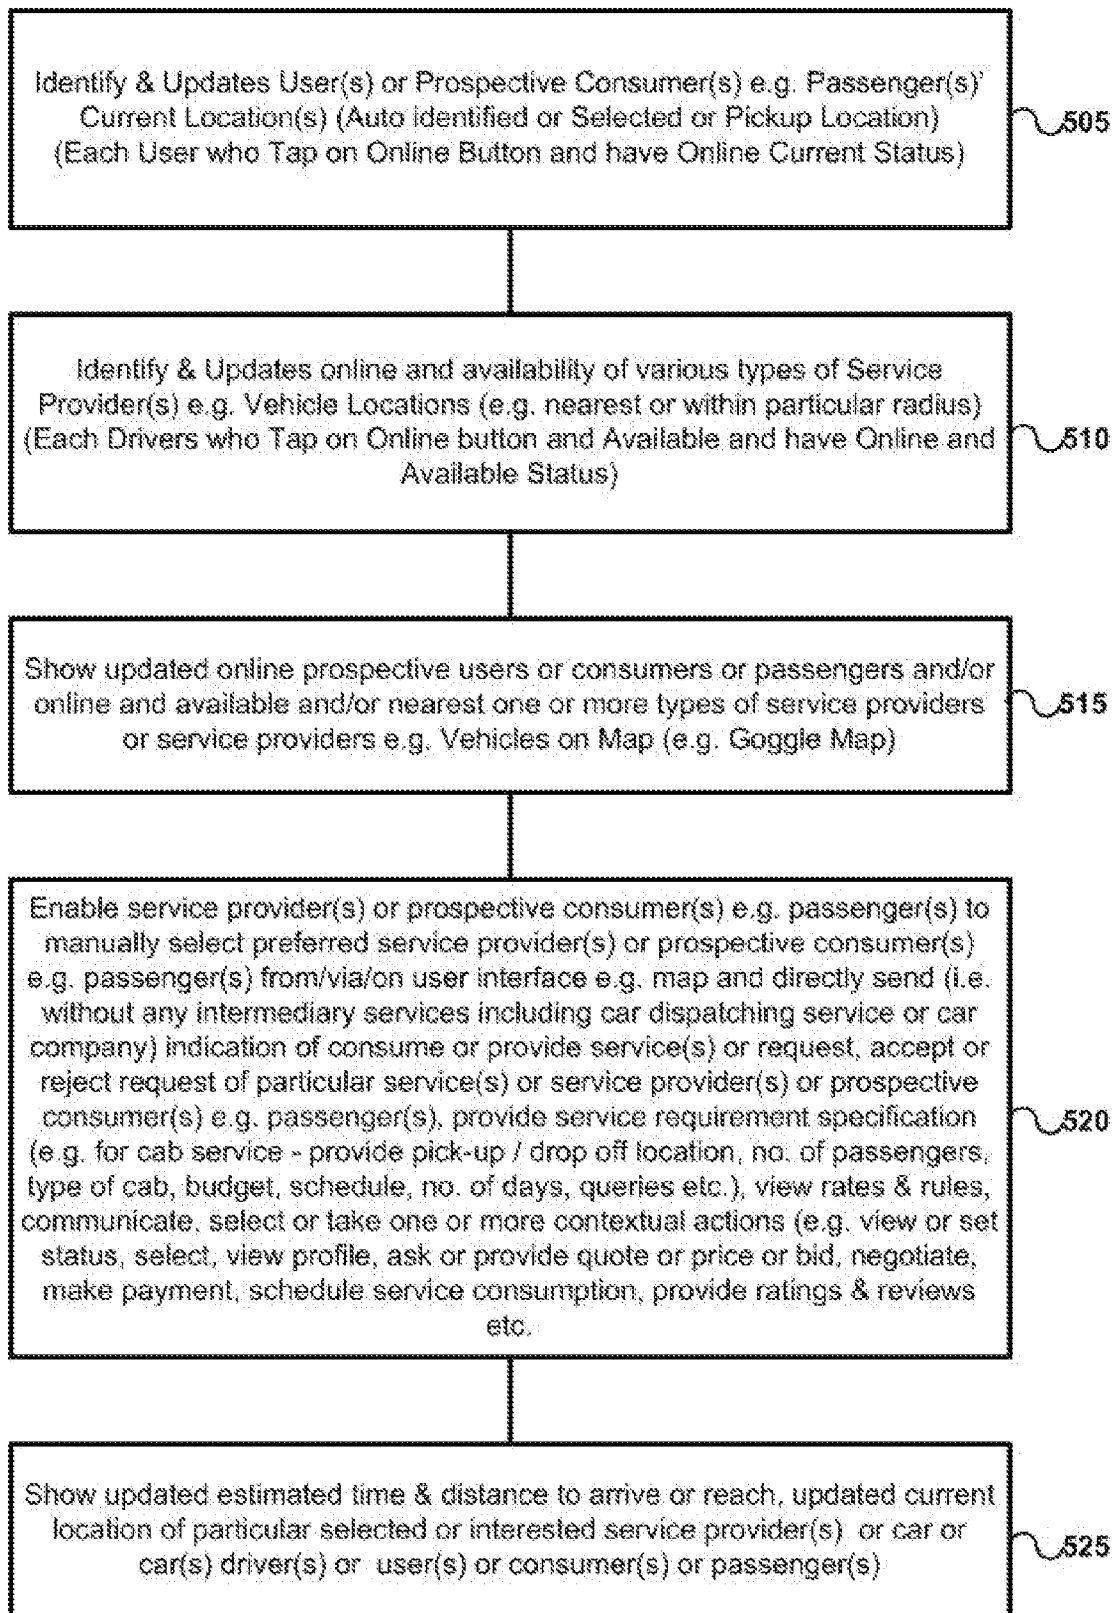 Identify & Updates User(s) or Prospective Consumer(s) e.g. Passenger(s)'
Current Location(s) (Auto identified or Selected or Pickup Location)
(Each User who Tap on Online Button and have Online Current Status)
505
Identify & Updates online and availability of various types of Service
Provider(s) e.g. Vehicle Locations (e.g. nearest or within particular radius)
(Each Drivers who Tap on Online button and Available and have Online and
Available Status)
510
Show updated online prospective users or consumers or passengers and/or
online and available and/or nearest one or more types of service providers
or service providers e.g. Vehicles on Map (e.g. Goggle Map)
515
Enable service provider(s) or prospective consumer(s) e.g. passenger(s) to
manually select preferred service provider(s) or prospective consumer(s)
e.g. passenger(s) from/via/on user interface e.g. map and directly send (i.e.
without any intermediary services including car dispatching service or car
company) indication of consume or provide service(s) or request, accept or
reject request of particular service(s) or service provider(s) or prospective
consumer(s) e.g. passenger(s), provide service requirement specification
(e.g. for cab service - provide pick-up / drop off location, no. of passengers,
type of cab, budget, schedule, no. of days, queries etc.), view rates & rules,
communicate, select or take one or more contextual actions (e.g. view or set
status, select, view profile, ask or provide quote or price or bid, negotiate,
make payment, schedule service consumption, provide ratings & reviews
etc.
520
Show updated estimated time & distance to arrive or reach, updated current
location of particular selected or interested service provider(s) or car or
car(s) driver(s) or user(s) or consumer(s) or passenger(s)
525